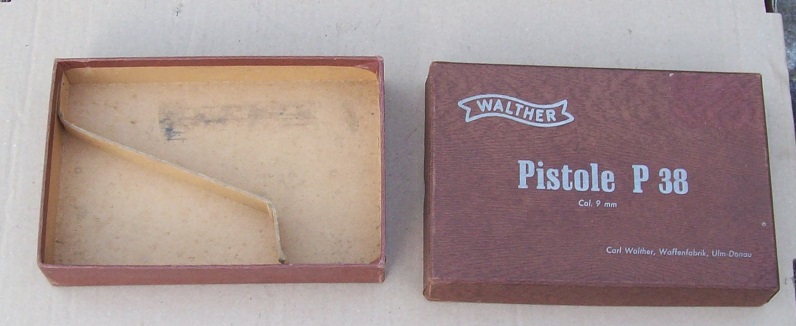 WALTHER
Pistole P 38
Cal. 9 mm
Carl Walther, Waffenfabrik, Ulm-Donau